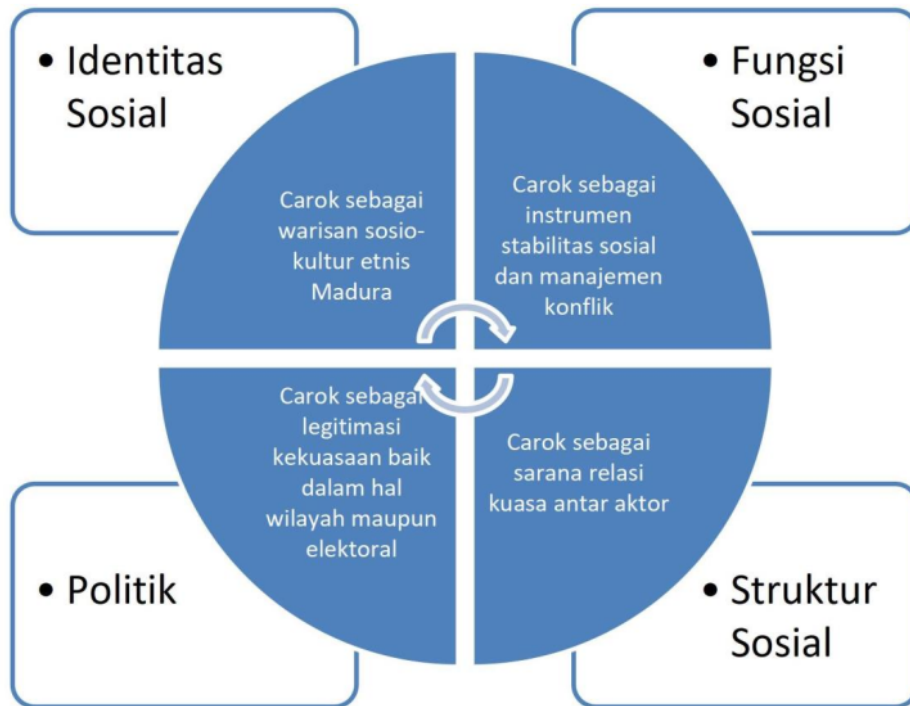 • Identitas
Sosial
• Fungsi
Sosial
Carok sebagai
warisan sosio-
kultur etnis
Madura
Carok sebagai
instrumen
stabilitas sosial
dan manajemen
konflik
Carok sebagai
legitimasi
kekuasaan baik
dalam hal
wilayah maupun
elektoral
Carok sebagai
sarana relasi
kuasa antar aktor
• Politik
• Struktur
Sosial